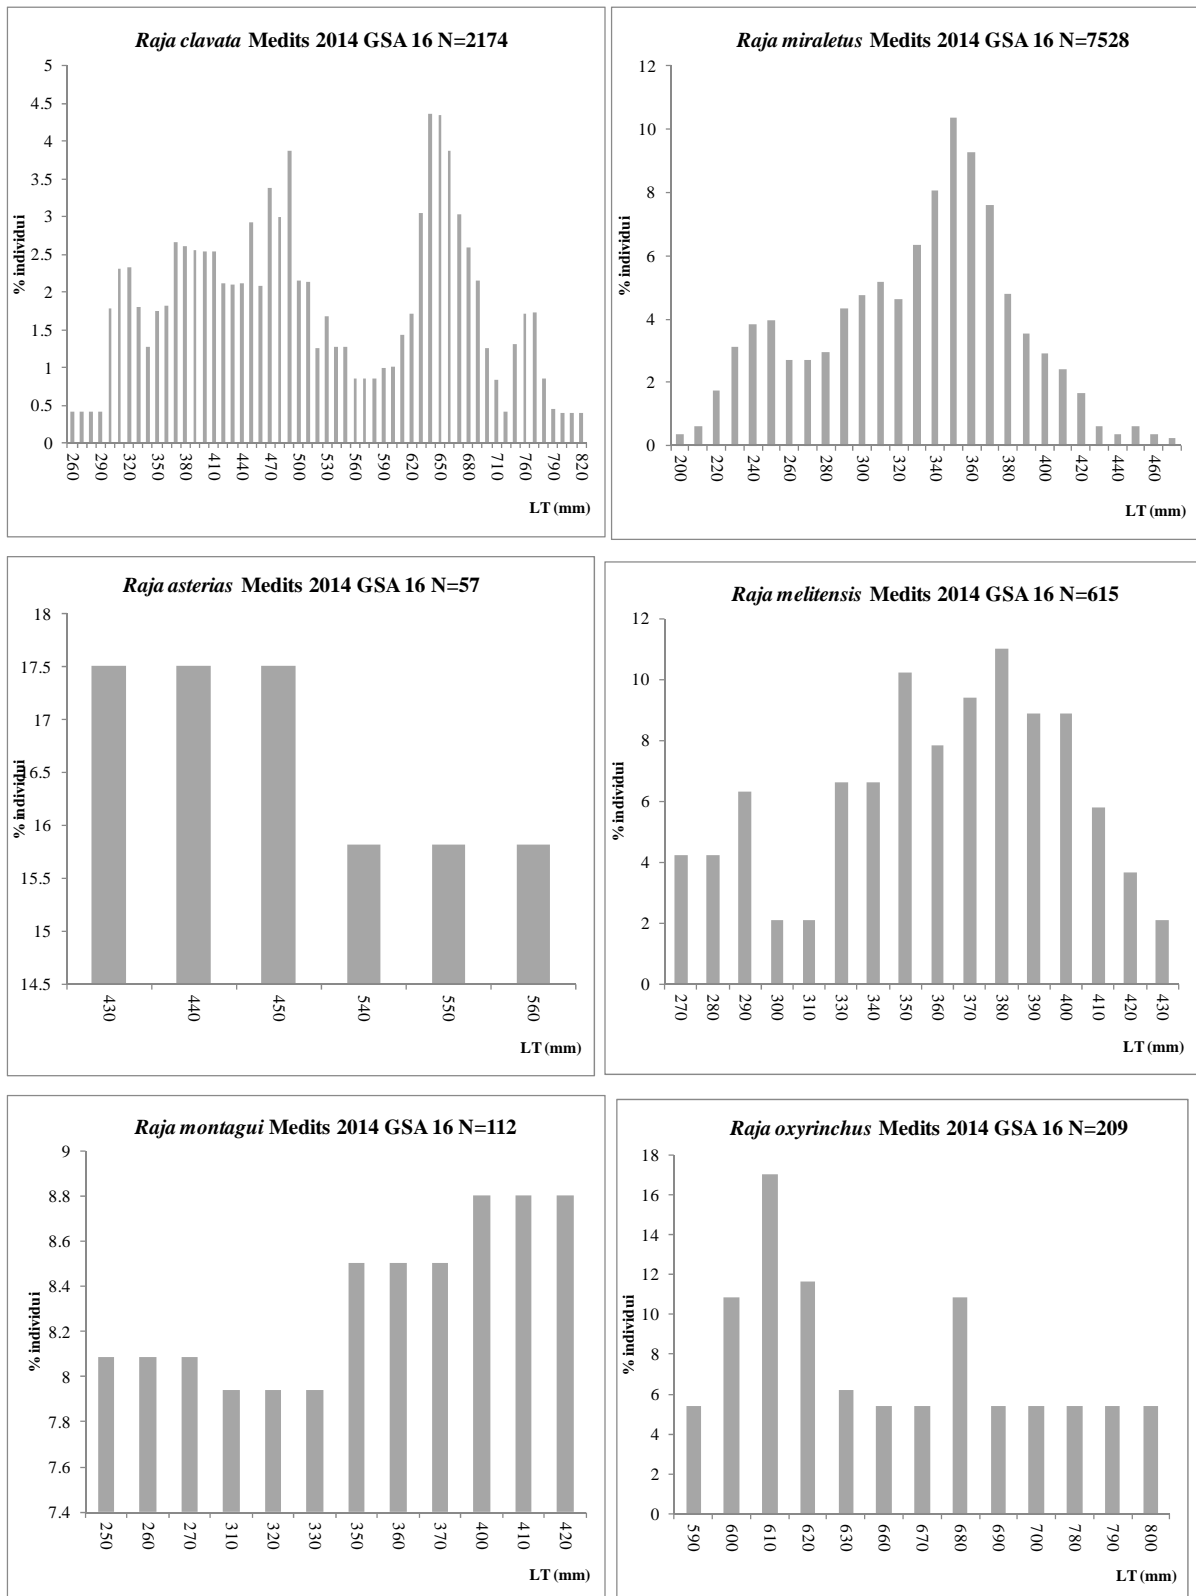 Raja clavata Medits 2014 GSA 16 N=2174
5
4.5
4
3.5
3
2.5
2
1.5
1
0.5
0
% individui
260 290 320 350 380 410 440 470 500 530 560 590 620 650 680 710 760 790 820
LT (mm)
Raja miraletus Medits 2014 GSA 16 N=7528
12
10
8
6
4
2
0
% individui
200 220 240 260 280 300 320 340 360 380 400 420 440 460
LT (mm)
Raja asterias Medits 2014 GSA 16 N=57
18
17.5
17
16.5
16
15.5
15
14.5
% individui
430 440 450 540 550 560
LT (mm)
Raja melitensis Medits 2014 GSA 16 N=615
12
10
8
6
4
2
0
% individui
270 280 290 300 310 330 340 350 360 370 380 390 400 410 420 430
LT (mm)
Raja montagui Medits 2014 GSA 16 N=112
9
8.8
8.6
8.4
8.2
8
7.8
7.6
7.4
% individui
250 260 270 310 320 330 350 360 370 400 410 420
LT (mm)
Raja oxyrinchus Medits 2014 GSA 16 N=209
18
16
14
12
10
8
6
4
2
0
% individui
590 600 610 620 630 660 670 680 690 700 780 790 800
LT (mm)